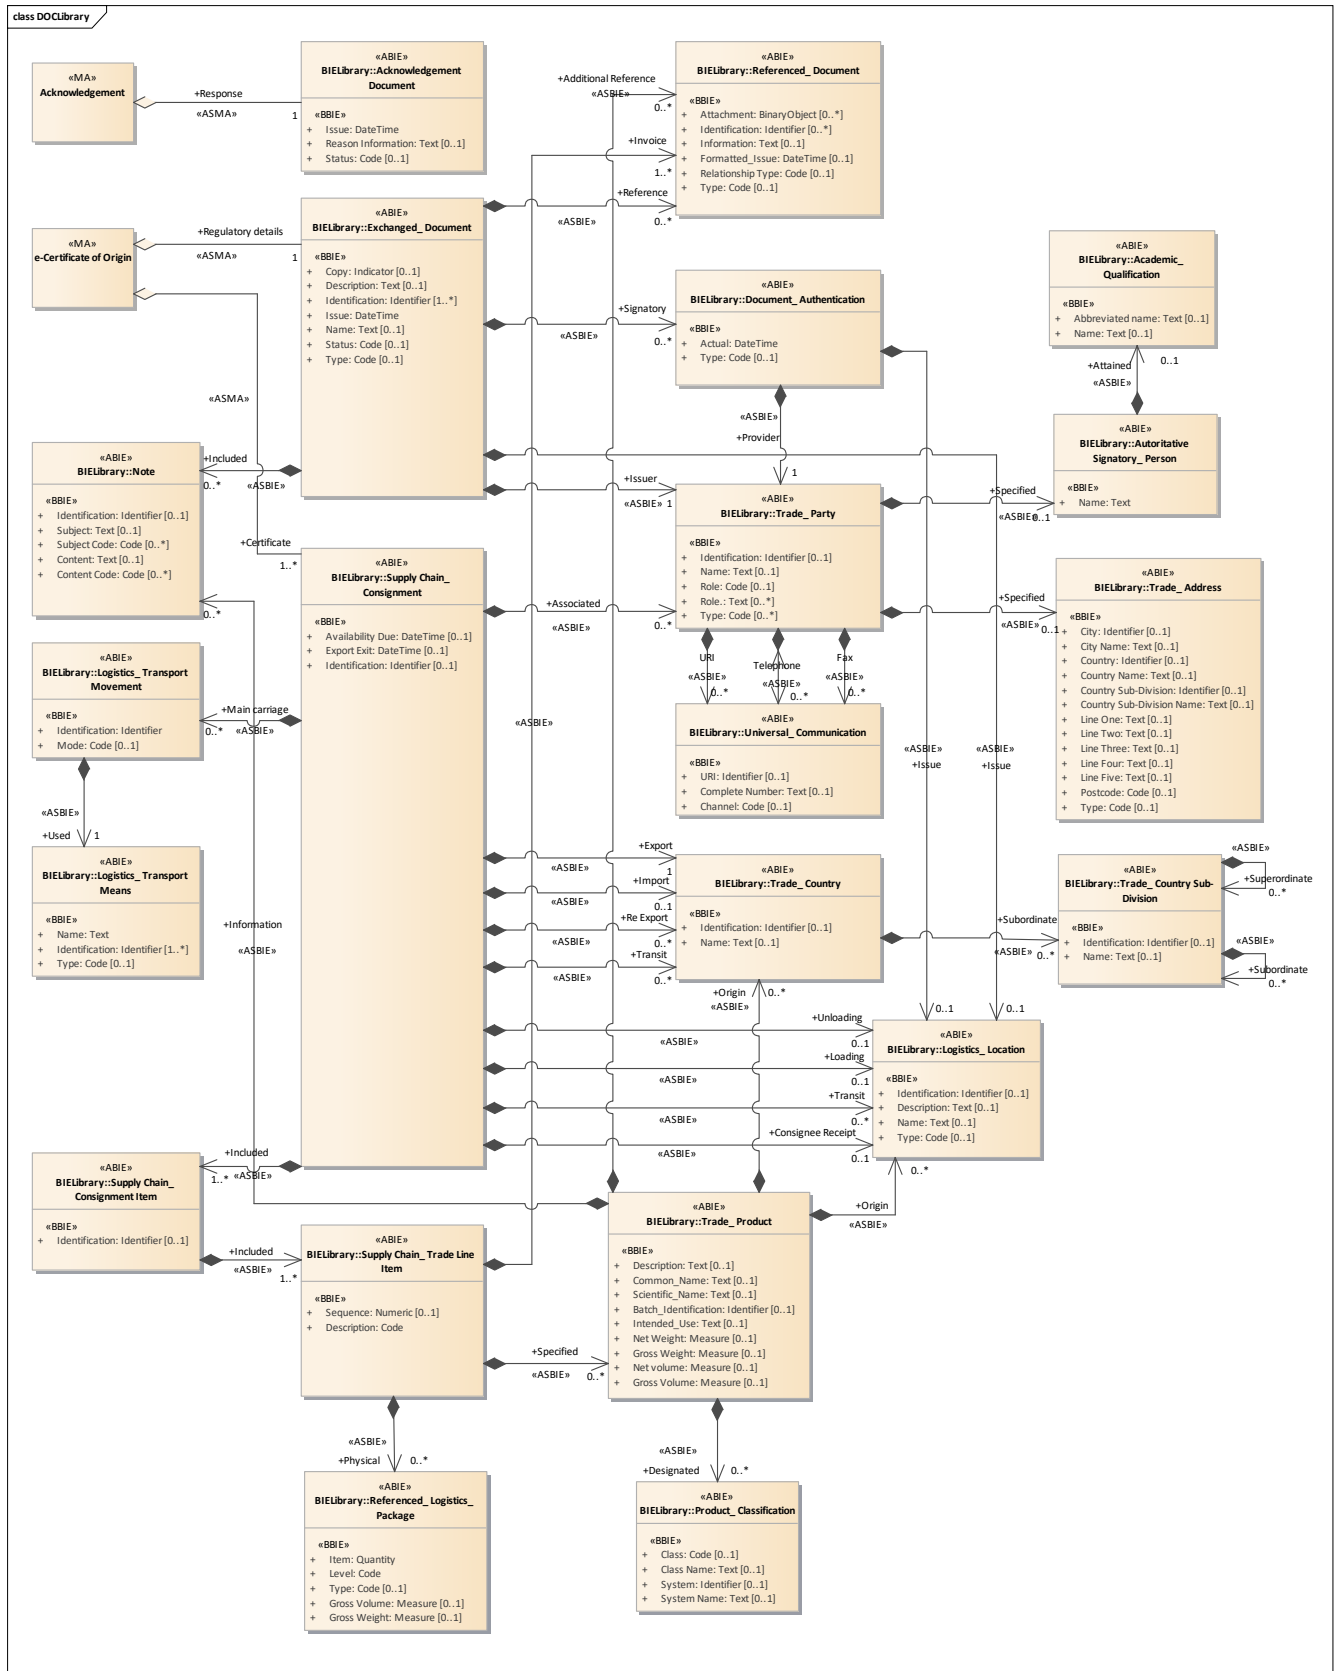 class DOCLibrary
«MA»
Acknowledgement
+Response
«ASMA»
1
«ABIE»
BIELibrary::Acknowledgement
Document
«BBIE»
+ Issue: DateTime
+ Reason Information: Text [0..1]
+ Status: Code [0..1]
+Additional Reference
«ASBIE»
0..*
+Invoice
1..*
+Reference
«ASBIE»
0..*
«ABIE»
BIELibrary::Referenced_ Document
«BBIE»
+ Attachment: BinaryObject [0..*]
+ Identification: Identifier [0..*]
+ Information: Text [0..1]
+ Formatted_Issue: DateTime [0..1]
+ Relationship Type: Code [0..1]
+ Type: Code [0..1]
«MA»
e-Certificate of Origin
+Regulatory details
«ASMA»
1
«ASMA»
«ABIE»
BIELibrary::Exchanged_ Document
«BBIE»
+ Copy: Indicator [0..1]
+ Description: Text [0..1]
+ Identification: Identifier [1..*]
+ Issue: DateTime
+ Name: Text [0..1]
+ Status: Code [0..1]
+ Type: Code [0..1]
+Signatory
«ASBIE»
0..*
«ABIE»
BIELibrary::Document_ Authentication
«BBIE»
+ Actual: DateTime
+ Type: Code [0..1]
«ASBIE»
+Provider
1
«ABIE»
BIELibrary::Academic_
Qualification
«BBIE»
+ Abbreviated name: Text [0..1]
+ Name: Text [0..1]
+Attained
0..1
«ASBIE»
«ABIE»
BIELibrary::Autoritative
Signatory_ Person
«BBIE»
+ Name: Text
«ABIE»
BIELibrary::Note
«BBIE»
+ Identification: Identifier [0..1]
+ Subject: Text [0..1]
+ Subject Code: Code [0..*]
+ Content: Text [0..1]
+ Content Code: Code [0..*]
+Included
0..*
«ASBIE»
+Certificate
1..*
0..*
+Issuer
«ASBIE»
1
«ABIE»
BIELibrary::Trade_ Party
«BBIE»
+ Identification: Identifier [0..1]
+ Name: Text [0..1]
+ Role: Code [0..1]
+ Role.: Text [0..*]
+ Type: Code [0..*]
+Specified
«ASBIE»
0..1
+Specified
«ASBIE»
0..1
«ABIE»
BIELibrary::Trade_ Address
+ City: Identifier [0..1]
+ City Name: Text [0..1]
+ Country: Identifier [0..1]
+ Country Name: Text [0..1]
+ Country Sub-Division: Identifier [0..1]
+ Country Sub-Division Name: Text [0..1]
+ Line One: Text [0..1]
+ Line Two: Text [0..1]
+ Line Three: Text [0..1]
+ Line Four: Text [0..1]
+ Line Five: Text [0..1]
+ Postcode: Code [0..1]
+ Type: Code [0..1]
«ABIE»
BIELibrary::Supply Chain_
Consignment
«BBIE»
+ Availability Due: DateTime [0..1]
+ Export Exit: DateTime [0..1]
+ Identification: Identifier [0..1]
+Associated
«ASBIE»
0..*
URI
«ASBIE»
0..*
Telephone
«ASBIE»
0..*
Fax
«ASBIE»
0..*
«ABIE»
BIELibrary::Universal_ Communication
«BBIE»
+ URI: Identifier [0..1]
+ Complete Number: Text [0..1]
+ Channel: Code [0..1]
«ABIE»
BIELibrary::Logistics_ Transport
Movement
«BBIE»
+ Identification: Identifier
+ Mode: Code [0..1]
+Main carriage
0..*
«ASBIE»
«ASBIE»
«ASBIE»
+Issue
«ASBIE»
+Issue
«ASBIE»
+Used
1
«ABIE»
BIELibrary::Logistics_ Transport
Means
«BBIE»
+ Name: Text
+ Identification: Identifier [1..*]
+ Type: Code [0..1]
+Information
«ASBIE»
+Export
«ASBIE»
1
+Import
«ASBIE»
0..1
+Re Export
«ASBIE»
0..*
+Transit
«ASBIE»
0..*
«ABIE»
BIELibrary::Trade_ Country
«BBIE»
+ Identification: Identifier [0..1]
+ Name: Text [0..1]
+Subordinate
«ASBIE»
0..*
«ABIE»
BIELibrary::Trade_ Country Sub-
Division
«BBIE»
+ Identification: Identifier [0..1]
+ Name: Text [0..1]
«ASBIE»
+Superordinate
0..*
«ASBIE»
+Subordinate
0..*
+Origin
0..*
«ASBIE»
0..1
0..1
+Unloading
«ASBIE»
0..1
+Loading
«ASBIE»
0..1
+Transit
«ASBIE»
0..*
+Consignee Receipt
«ASBIE»
0..1
«ABIE»
BIELibrary::Logistics_ Location
«BBIE»
+ Identification: Identifier [0..1]
+ Description: Text [0..1]
+ Name: Text [0..1]
+ Type: Code [0..1]
0..*
+Origin
«ASBIE»
«ABIE»
BIELibrary::Supply Chain_
Consignment Item
«BBIE»
+ Identification: Identifier [0..1]
+Included
1..*
«ASBIE»
+Included
«ASBIE»
1..*
«ABIE»
BIELibrary::Supply Chain_ Trade Line
Item
«BBIE»
+ Sequence: Numeric [0..1]
+ Description: Code
+Specified
«ASBIE»
0..*
«ABIE»
BIELibrary::Trade_ Product
«BBIE»
+ Description: Text [0..1]
+ Common_Name: Text [0..1]
+ Scientific_Name: Text [0..1]
+ Batch_Identification: Identifier [0..1]
+ Intended_Use: Text [0..1]
+ Net Weight: Measure [0..1]
+ Gross Weight: Measure [0..1]
+ Net volume: Measure [0..1]
+ Gross Volume: Measure [0..1]
«ASBIE»
+Physical
0..*
«ABIE»
BIELibrary::Referenced_ Logistics_
Package
«BBIE»
+ Item: Quantity
+ Level: Code
+ Type: Code [0..1]
+ Gross Volume: Measure [0..1]
+ Gross Weight: Measure [0..1]
«ASBIE»
+Designated
0..*
«ABIE»
BIELibrary::Product_ Classification
«BBIE»
+ Class: Code [0..1]
+ Class Name: Text [0..1]
+ System: Identifier [0..1]
+ System Name: Text [0..1]